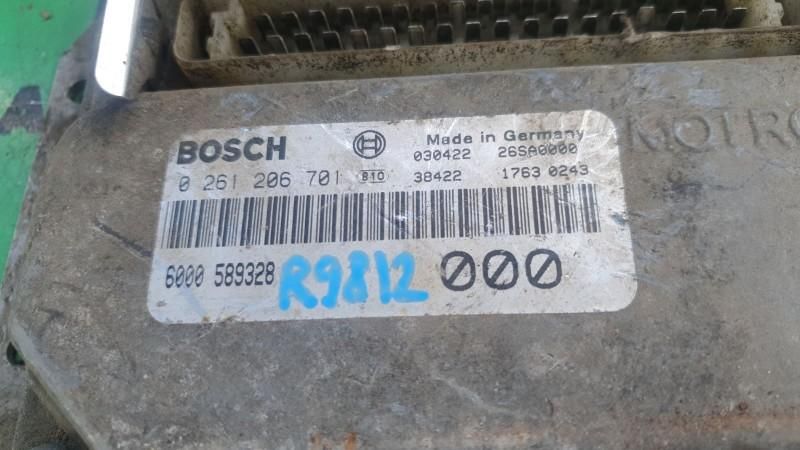 MOTRO
BOSCH Made in Germany
030422 26SA0000
0 261 206 701 B10 38422 1763 0243
6000 589328 R9812 000